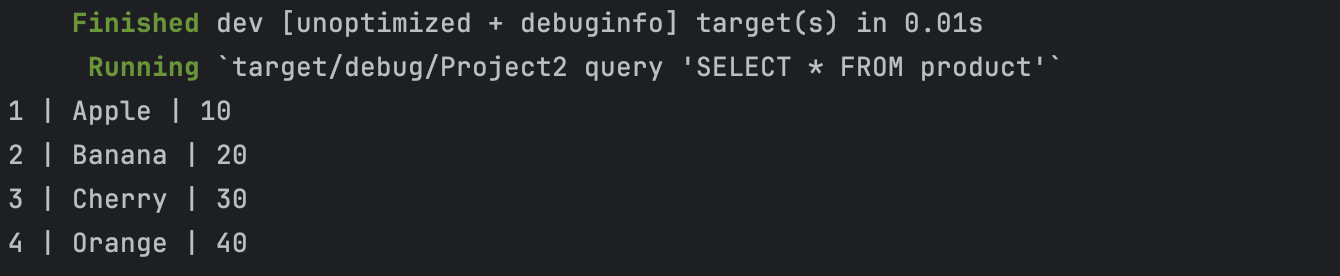 Finished dev [unoptimized + debuginfo] target(s) in 0.01s
Running `target/debug/Project2 query 'SELECT * FROM product'`
1 | Apple | 10
2 | Banana | 20
3 | Cherry | 30
4 | Orange | 40